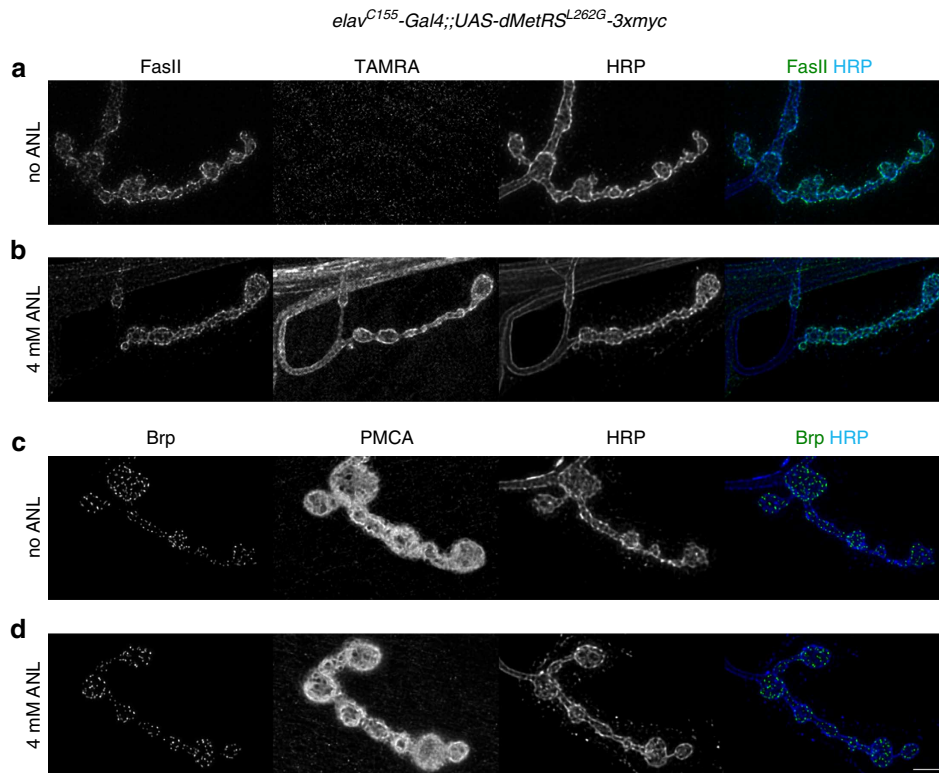 elavC155-Gal4;;UAS-dMetRSL262G-3xmyc
a
FasII TAMRA HRP FasII HRP
no ANL
b
4 mM ANL
c
Brp PMCA HRP Brp HRP
no ANL
d
4 mM ANL